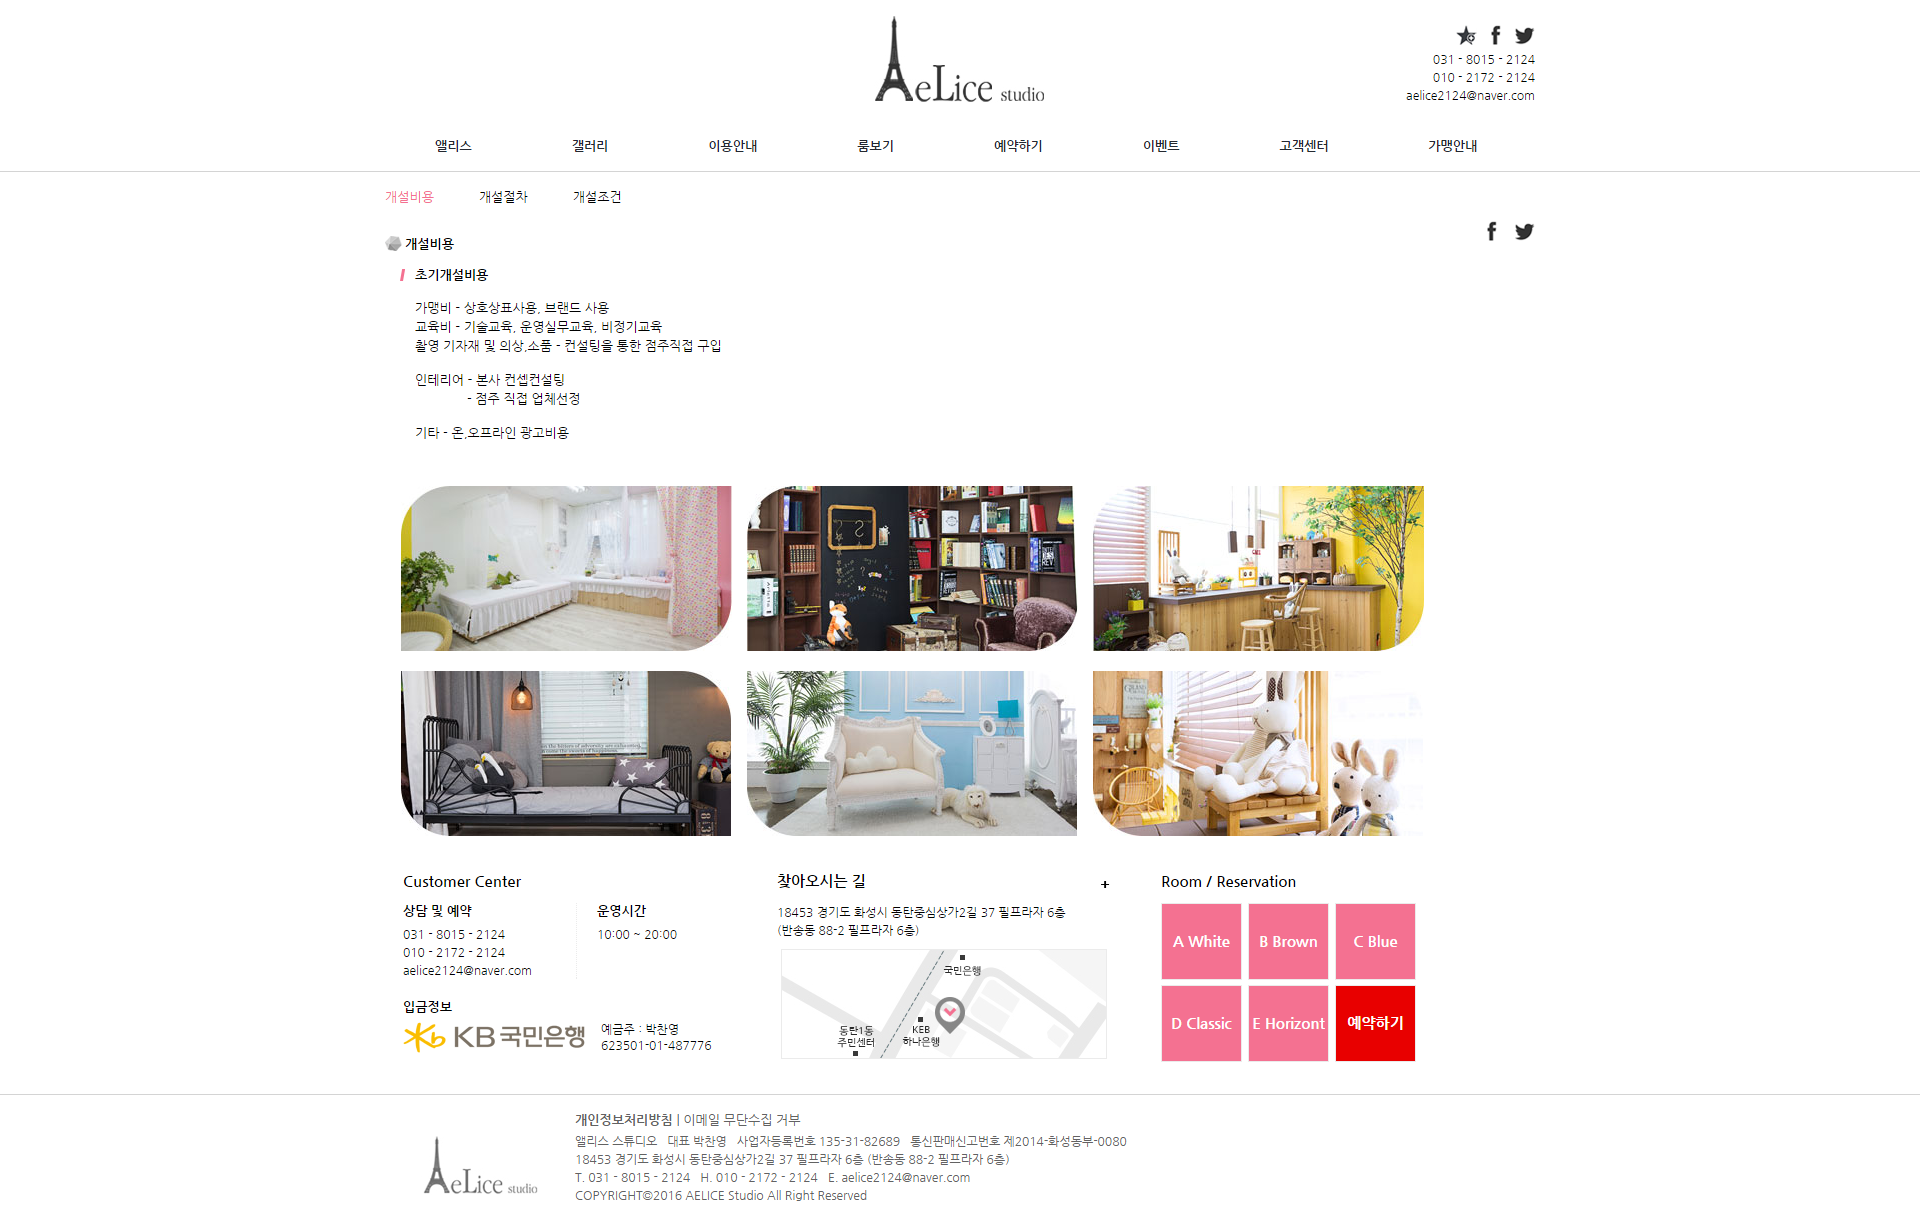 AeLice studio
031 - 8015 - 2124
010 - 2172 - 2124
aelice2124@naver.com
앨리스 갤러리 이용안내 룸보기 예약하기 이벤트 고객센터 가맹안내
개설비용 개설절차 개설조건
개설비용
초기개설비용
가맹비 - 상호상표사용, 브랜드 사용
교육비 - 기술교육, 운영실무교육, 비정기교육
촬영 기자재 및 의상,소품 - 컨설팅을 통한 점주직접 구입
인테리어 - 본사 컨셉컨설팅
- 점주 직접 업체선정
기타 - 온,오프라인 광고비용
Customer Center
상담 및 예약
031 - 8015 - 2124
010 - 2172 - 2124
aelice2124@naver.com
운영시간
10:00 ~ 20:00
입금정보
KB 국민은행
예금주 : 박찬영
623501-01-487776
찾아오시는 길
+
18453 경기도 화성시 동탄중심상가2길 37 필프라자 6층
(반송동 88-2 필프라자 6층)
국민은행
동탄1동
주민센터
KEB
하나은행
Room / Reservation
A White B Brown C Blue
D Classic E Horizont 예약하기
개인정보처리방침 | 이메일 무단수집 거부
앨리스 스튜디오 대표 박찬영 사업자등록번호 135-31-82689 통신판매신고번호 제2014-화성동부-0080
18453 경기도 화성시 동탄중심상가2길 37 필프라자 6층 (반송동 88-2 필프라자 6층)
T. 031 - 8015 - 2124 H. 010 - 2172 - 2124 E. aelice2124@naver.com
COPYRIGHT©2016 AELICE Studio All Right Reserved
AeLice studio